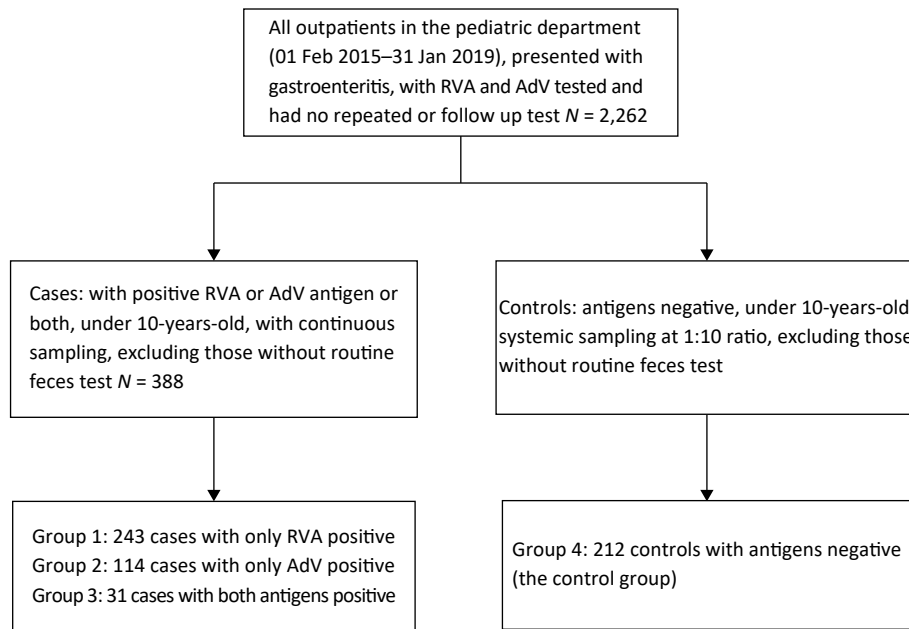 All outpatients in the pediatric department
(01 Feb 2015–31 Jan 2019), presented with
gastroenteritis, with RVA and AdV tested and
had no repeated or follow up test N = 2,262
Cases: with positive RVA or AdV antigen or
both, under 10-years-old, with continuous
sampling, excluding those without routine
feces test N = 388
Controls: antigens negative, under 10-years-old
systemic sampling at 1:10 ratio, excluding those
without routine feces test
Group 1: 243 cases with only RVA positive
Group 2: 114 cases with only AdV positive
Group 3: 31 cases with both antigens positive
Group 4: 212 controls with antigens negative
(the control group)